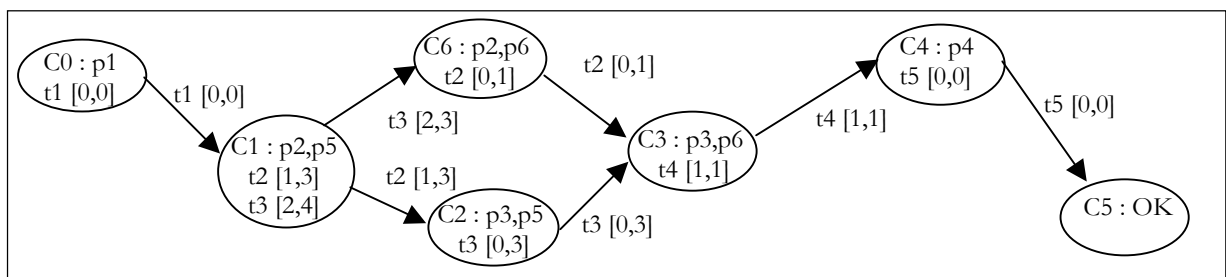 C0 : p1
t1 [0,0]
t1 [0,0]
C1 : p2,p5
t2 [1,3]
t3 [2,4]
t3 [2,3]
C6 : p2,p6
t2 [0,1]
t2 [0,1]
t2 [1,3]
C2 : p3,p5
t3 [0,3]
t3 [0,3]
C3 : p3,p6
t4 [1,1]
t4 [1,1]
C4 : p4
t5 [0,0]
t5 [0,0]
C5 : OK